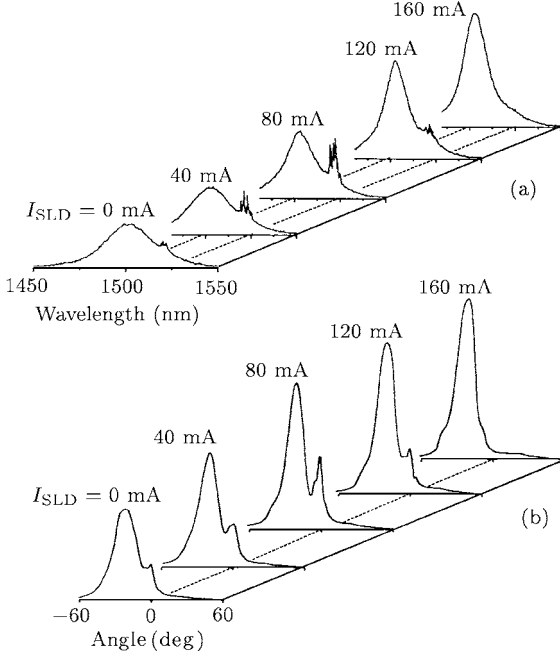 160 mA
120 mA
80 mA
40 mA
I_SLD = 0 mA
(a)
1450 1500 1550
Wavelength (nm)
160 mA
120 mA
80 mA
40 mA
I_SLD = 0 mA
(b)
−60 0 60
Angle (deg)